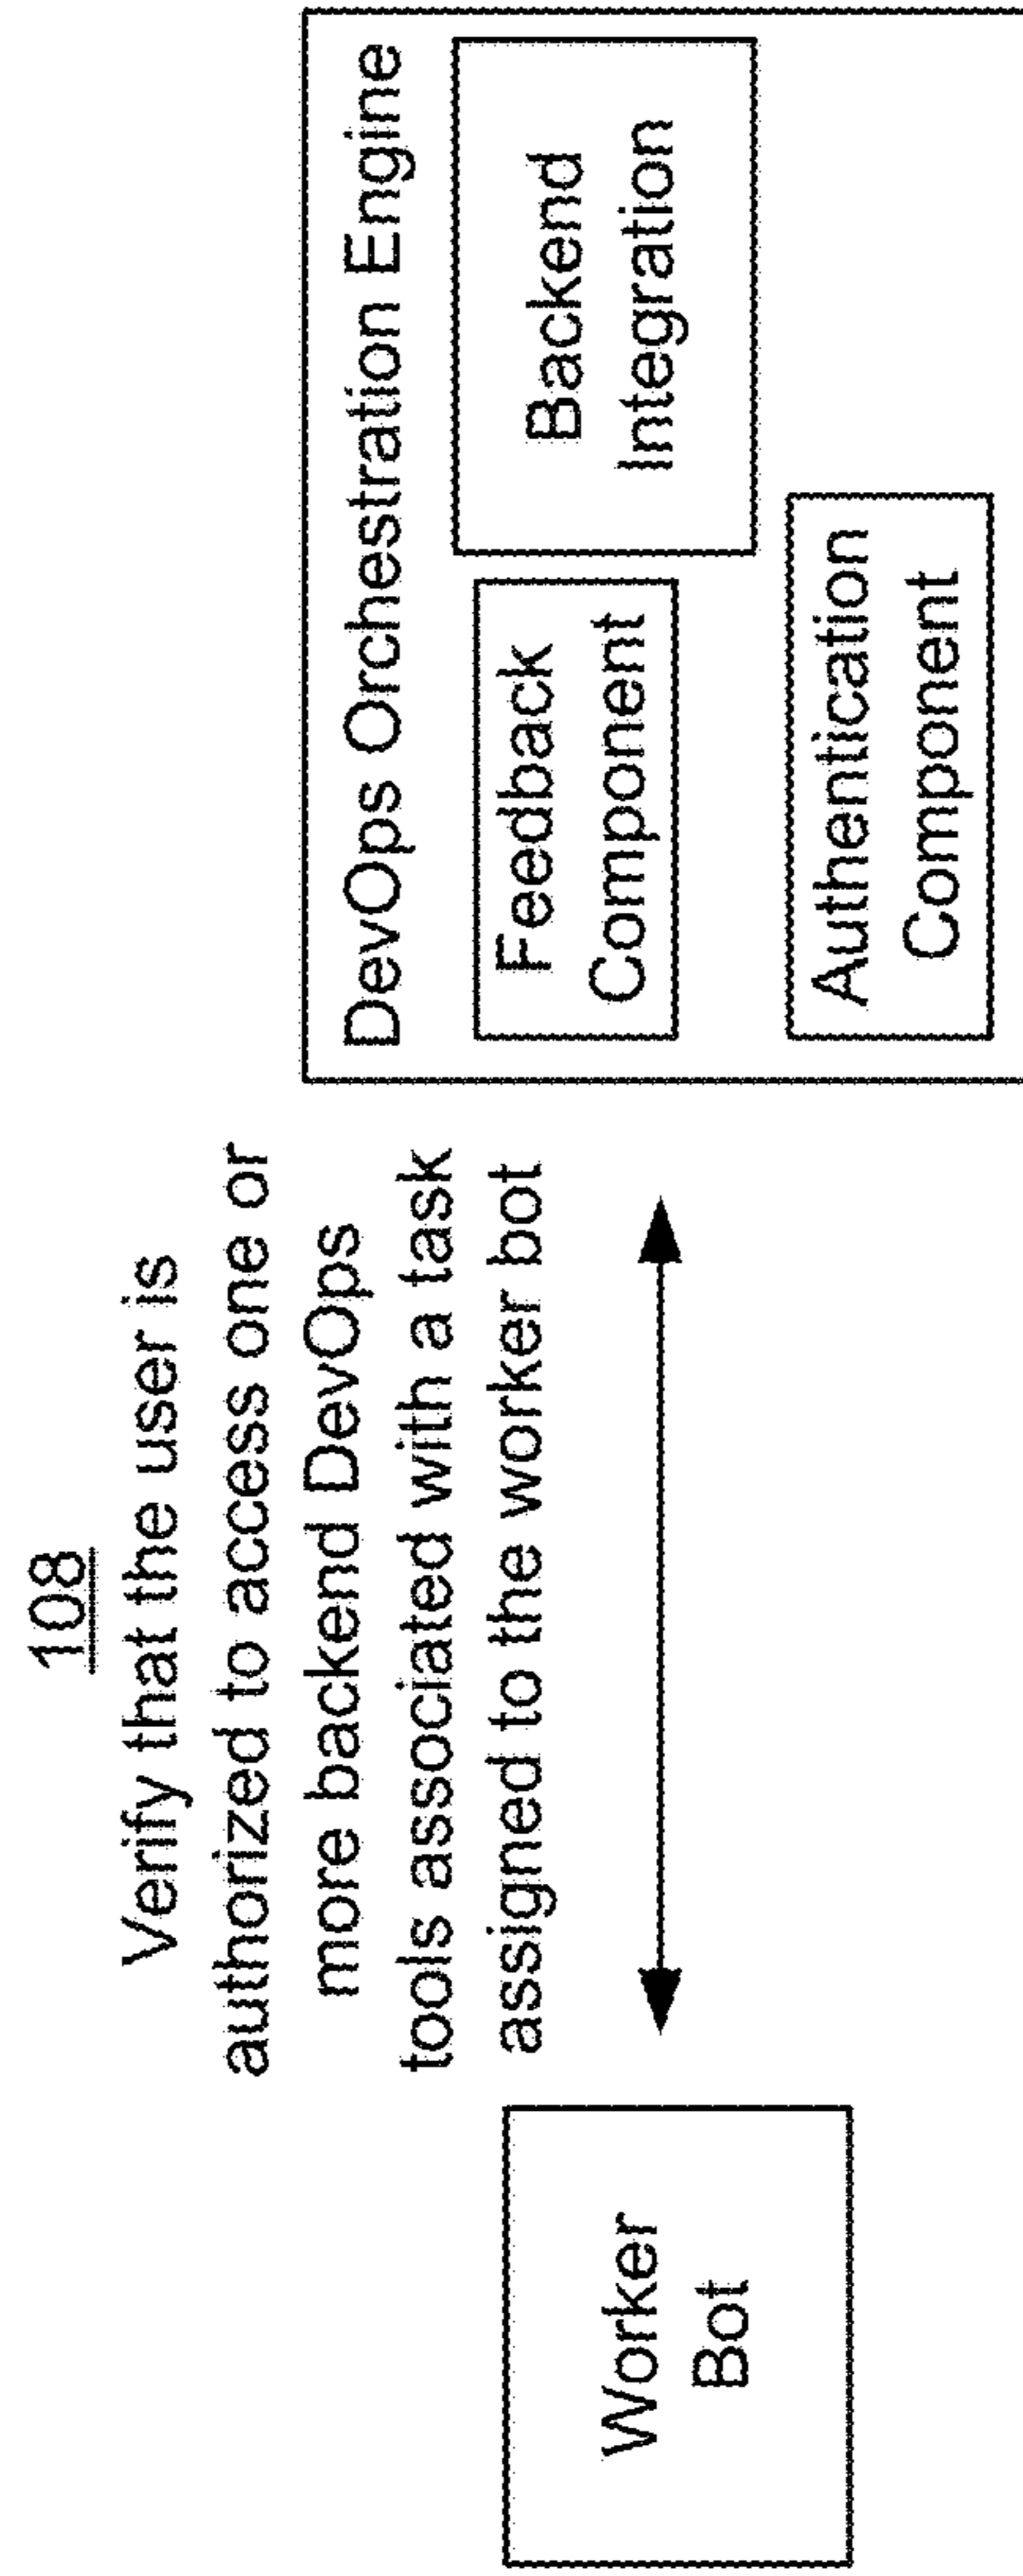 108
Verify that the user is
authorized to access one or
more backend DevOps
tools associated with a task
assigned to the worker bot
Worker
Bot
DevOps Orchestration Engine
Feedback
Component
Backend
Integration
Authentication
Component